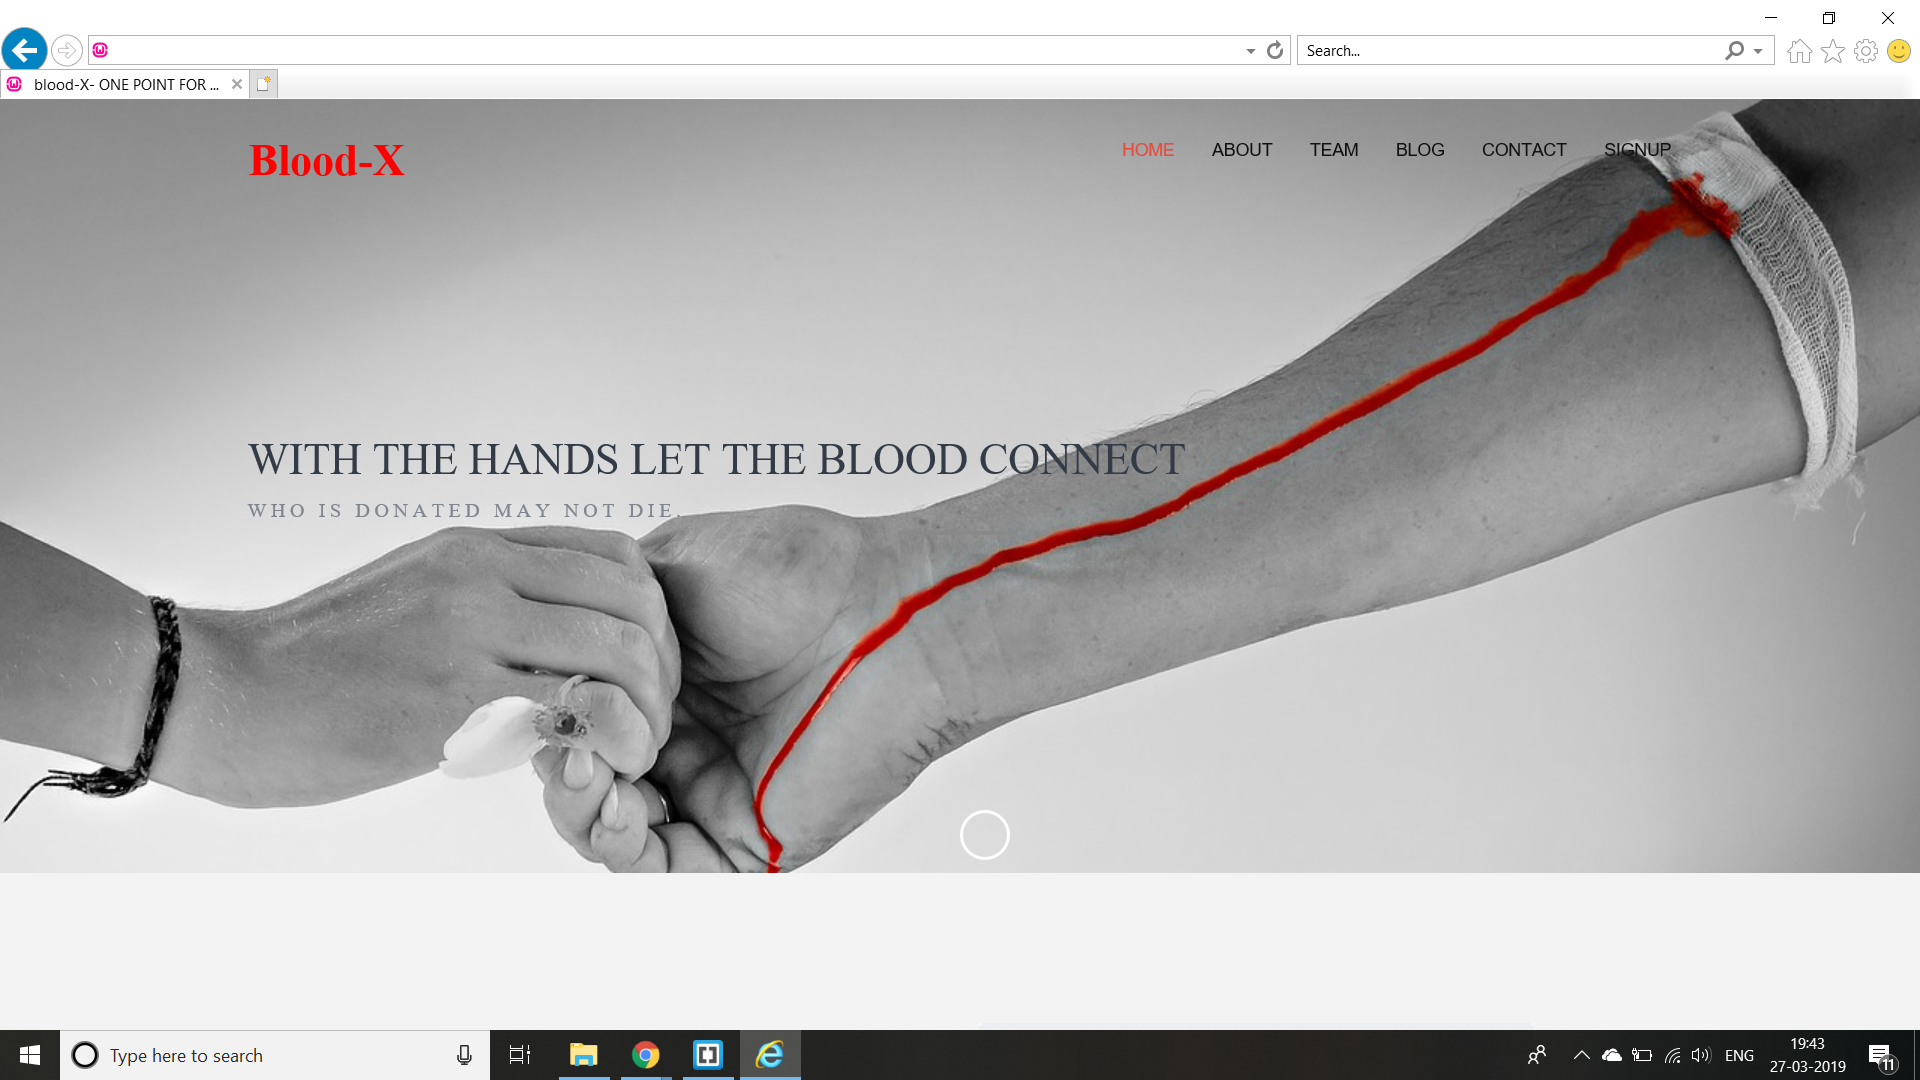 Search...
blood-X- ONE POINT FOR ...
Blood-X
HOME ABOUT TEAM BLOG CONTACT SIGNUP
WITH THE HANDS LET THE BLOOD CONNECT
WHO IS DONATED MAY NOT DIE.
Type here to search
ENG
19:43
27-03-2019
11